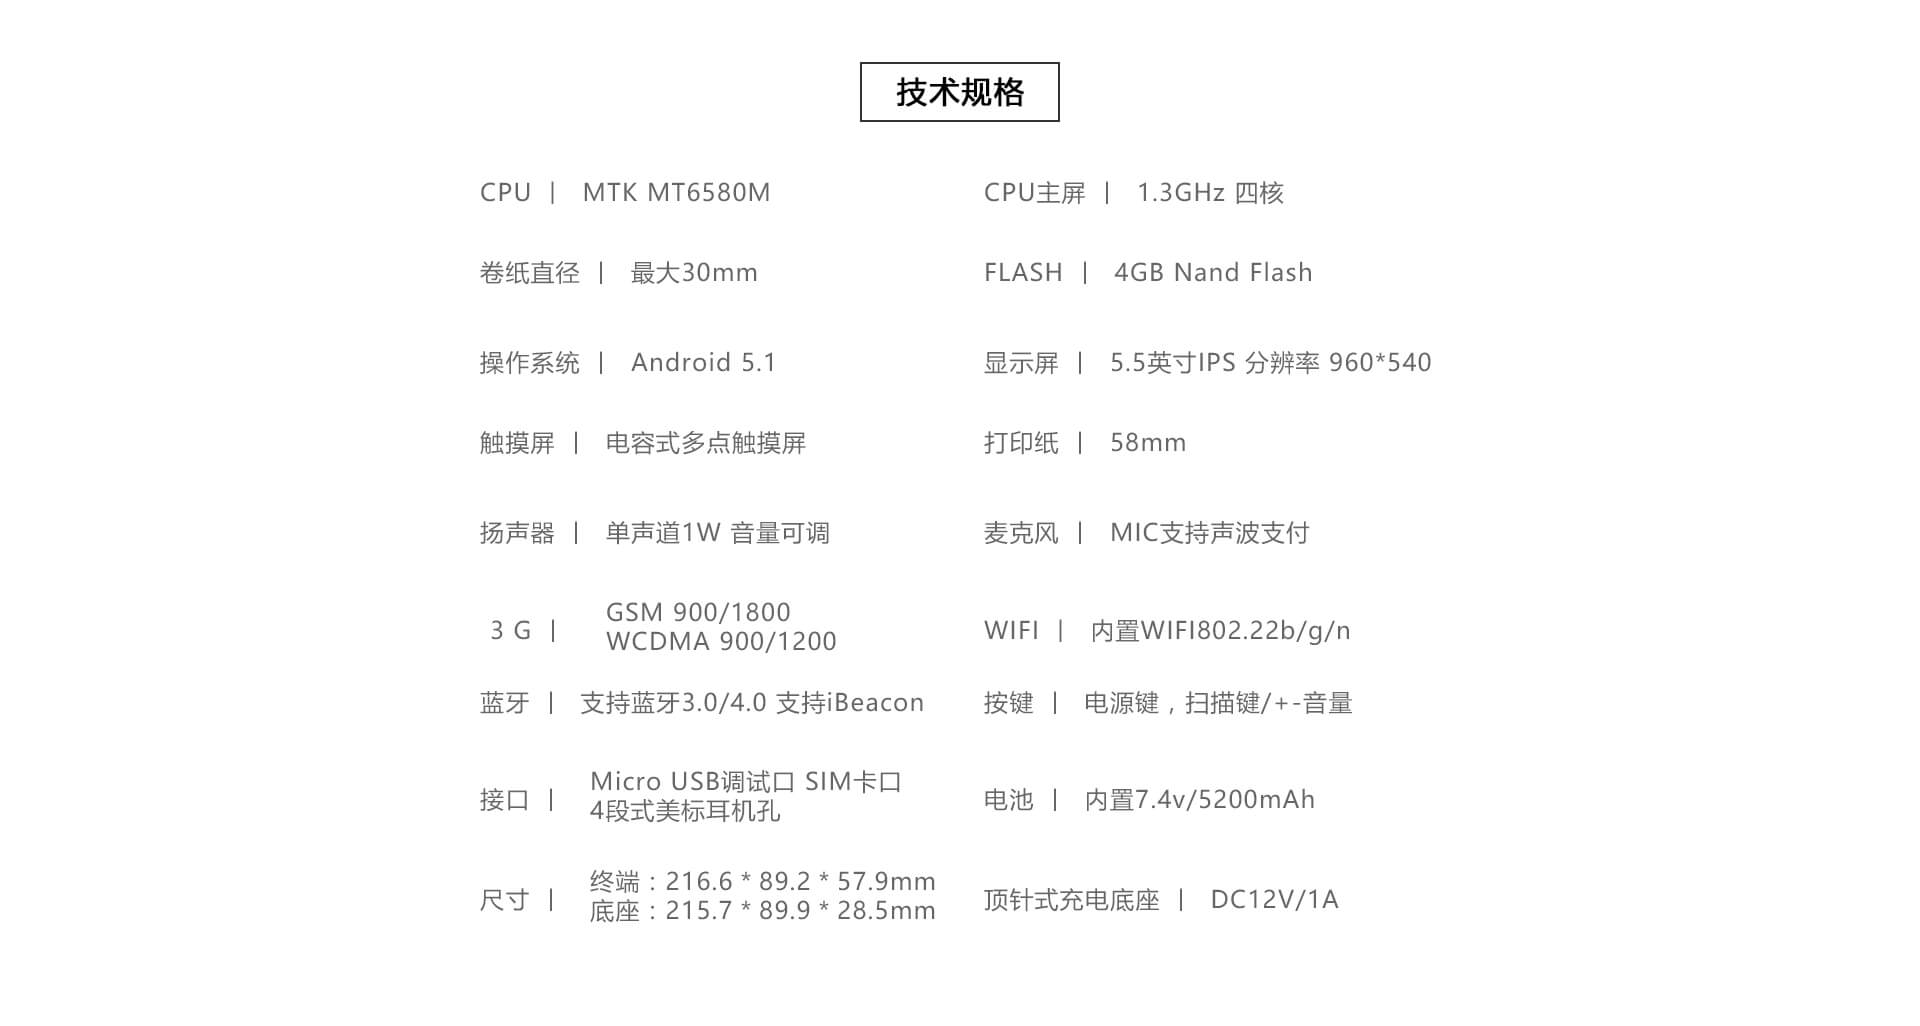 技术规格
CPU | MTK MT6580M
CPU主屏 | 1.3GHz 四核
卷纸直径 | 最大30mm
FLASH | 4GB Nand Flash
操作系统 | Android 5.1
显示屏 | 5.5英寸IPS 分辨率 960*540
触摸屏 | 电容式多点触摸屏
打印纸 | 58mm
扬声器 | 单声道1W 音量可调
麦克风 | MIC支持声波支付
3 G | GSM 900/1800
WCDMA 900/1200
WIFI | 内置WIFI802.22b/g/n
蓝牙 | 支持蓝牙3.0/4.0 支持iBeacon
按键 | 电源键，扫描键/+-音量
接口 | Micro USB调试口 SIM卡口
4段式美标耳机孔
电池 | 内置7.4v/5200mAh
尺寸 | 终端：216.6 * 89.2 * 57.9mm
底座：215.7 * 89.9 * 28.5mm
顶针式充电底座 | DC12V/1A